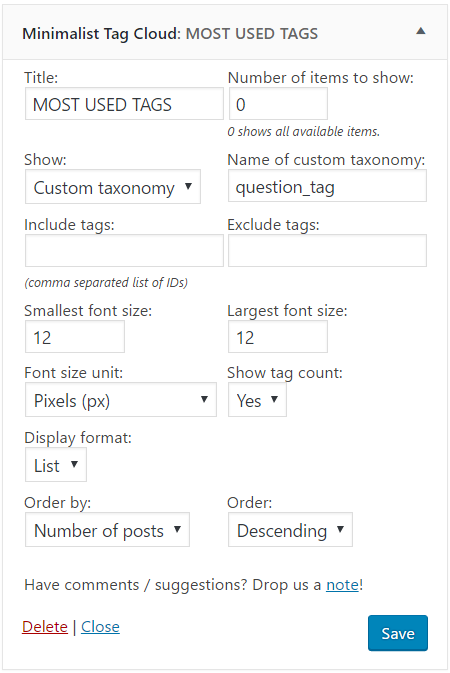 Minimalist Tag Cloud: MOST USED TAGS
Title: Number of items to show:
MOST USED TAGS 0
0 shows all available items.
Show: Name of custom taxonomy:
Custom taxonomy question_tag
Include tags: Exclude tags:
(comma separated list of IDs)
Smallest font size: Largest font size:
12 12
Font size unit: Show tag count:
Pixels (px) Yes
Display format:
List
Order by: Order:
Number of posts Descending
Have comments / suggestions? Drop us a note!
Delete | Close Save